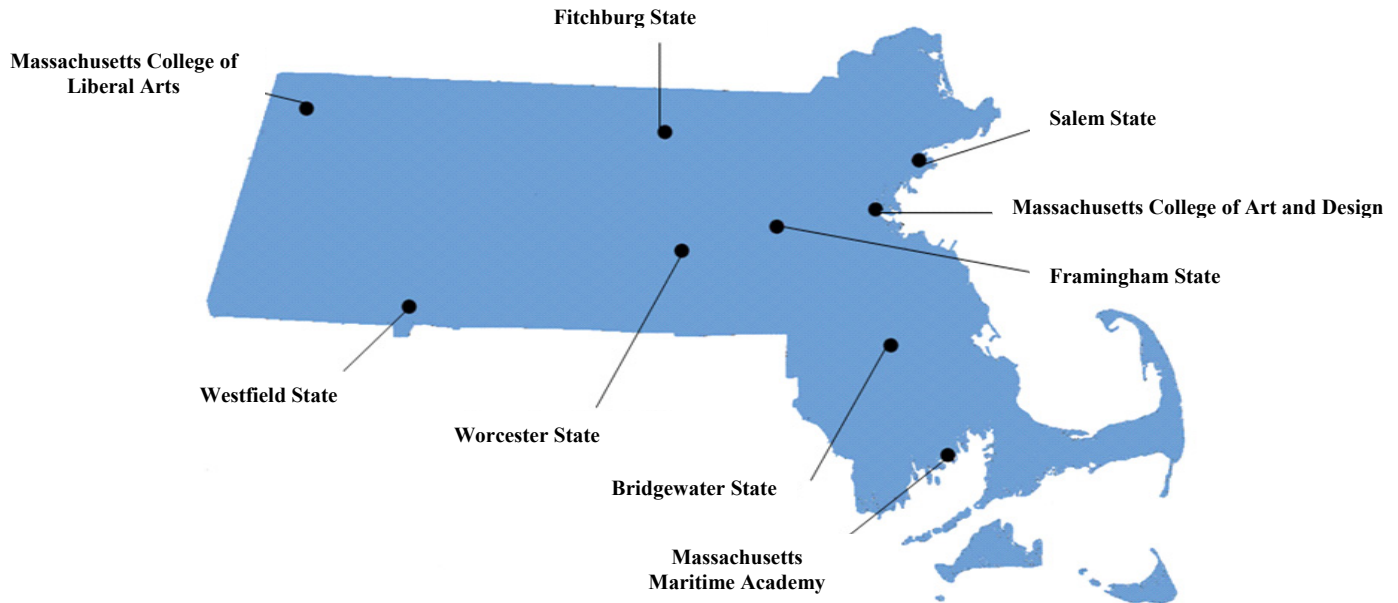 Fitchburg State
Massachusetts College of
Liberal Arts
Salem State
Massachusetts College of Art and Design
Framingham State
Westfield State
Worcester State
Bridgewater State
Massachusetts
Maritime Academy